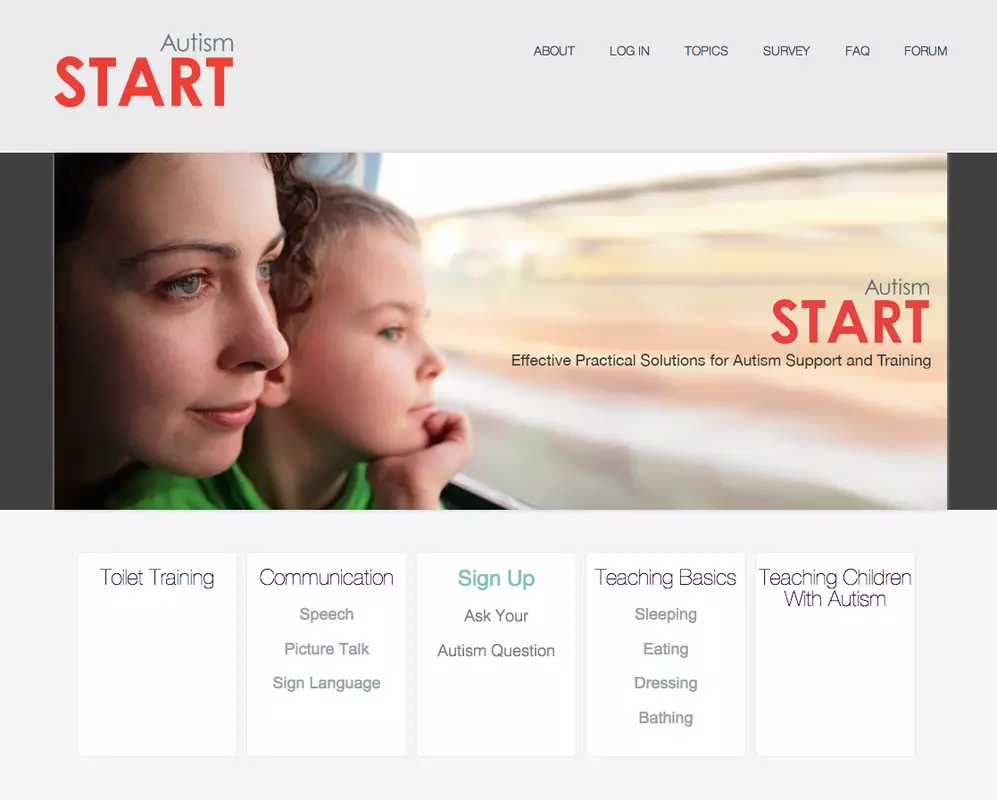 Autism
START
ABOUT LOG IN TOPICS SURVEY FAQ FORUM
Autism
START
Effective Practical Solutions for Autism Support and Training
Toilet Training
Communication
Speech
Picture Talk
Sign Language
Sign Up
Ask Your
Autism Question
Teaching Basics
Sleeping
Eating
Dressing
Bathing
Teaching Children
With Autism